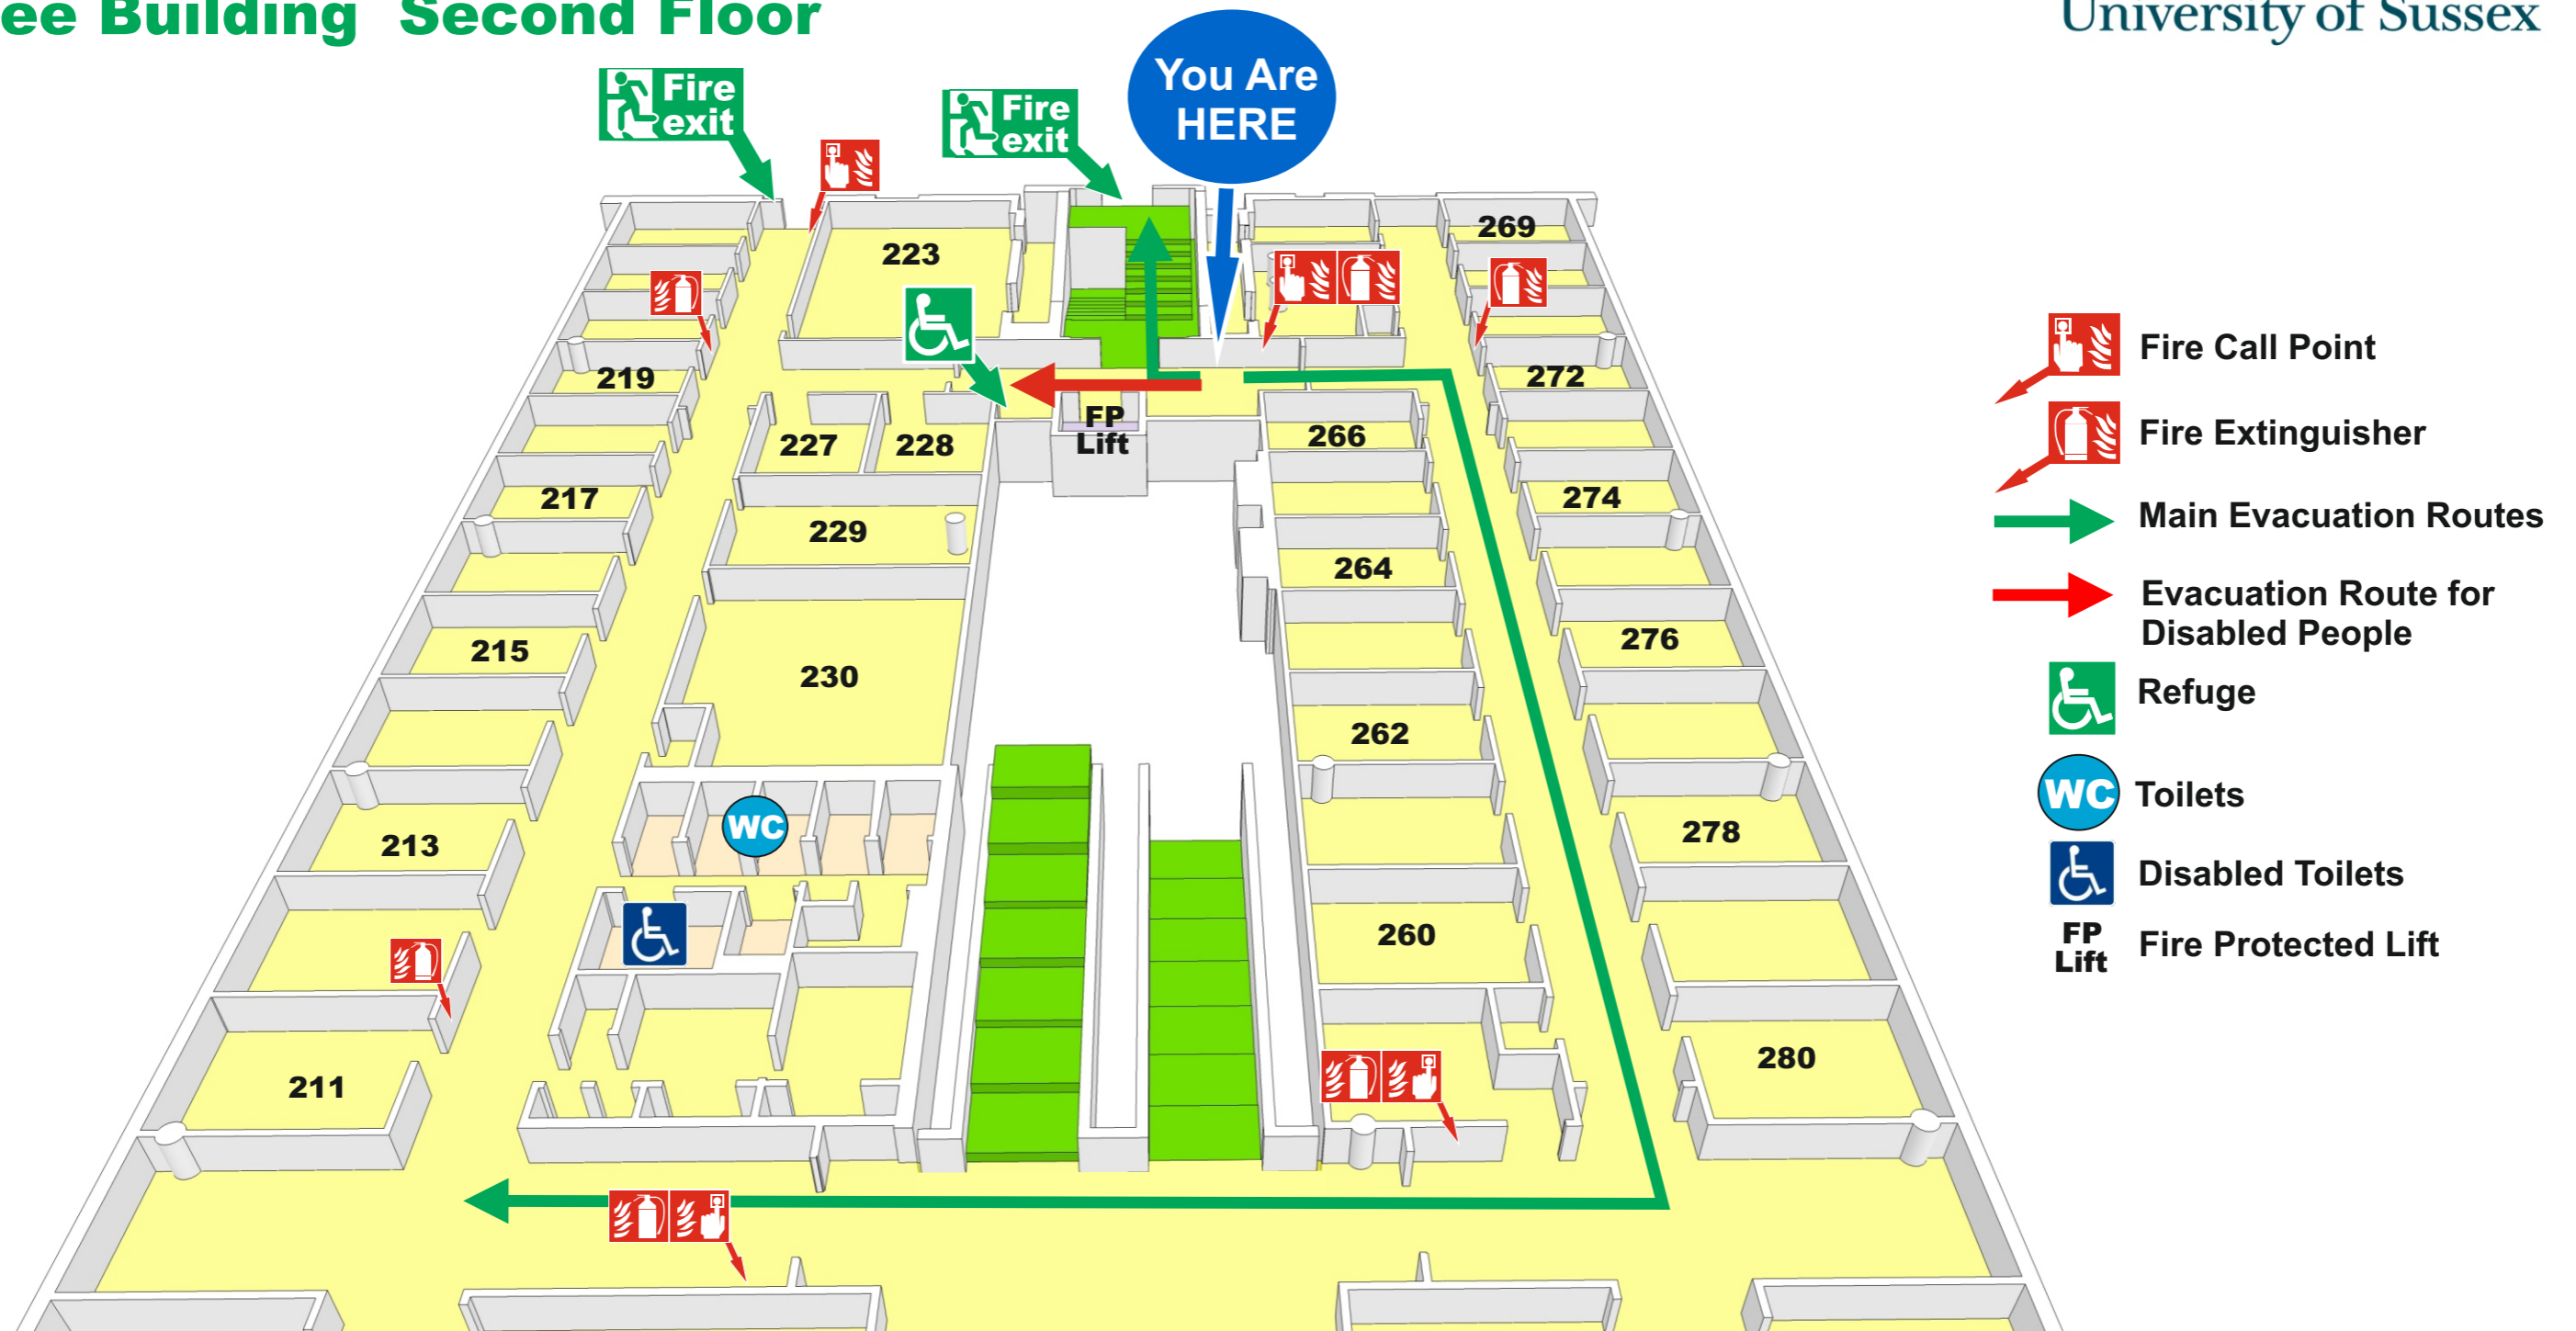 ee Building Second Floor
University of Sussex
Fire
exit
Fire
exit
You Are
HERE
223
269
219
272
FP
Lift
227
228
266
217
274
229
264
215
276
230
262
213
WC
278
260
211
280
Fire Call Point
Fire Extinguisher
Main Evacuation Routes
Evacuation Route for
Disabled People
Refuge
WC
Toilets
Disabled Toilets
FP
Lift
Fire Protected Lift